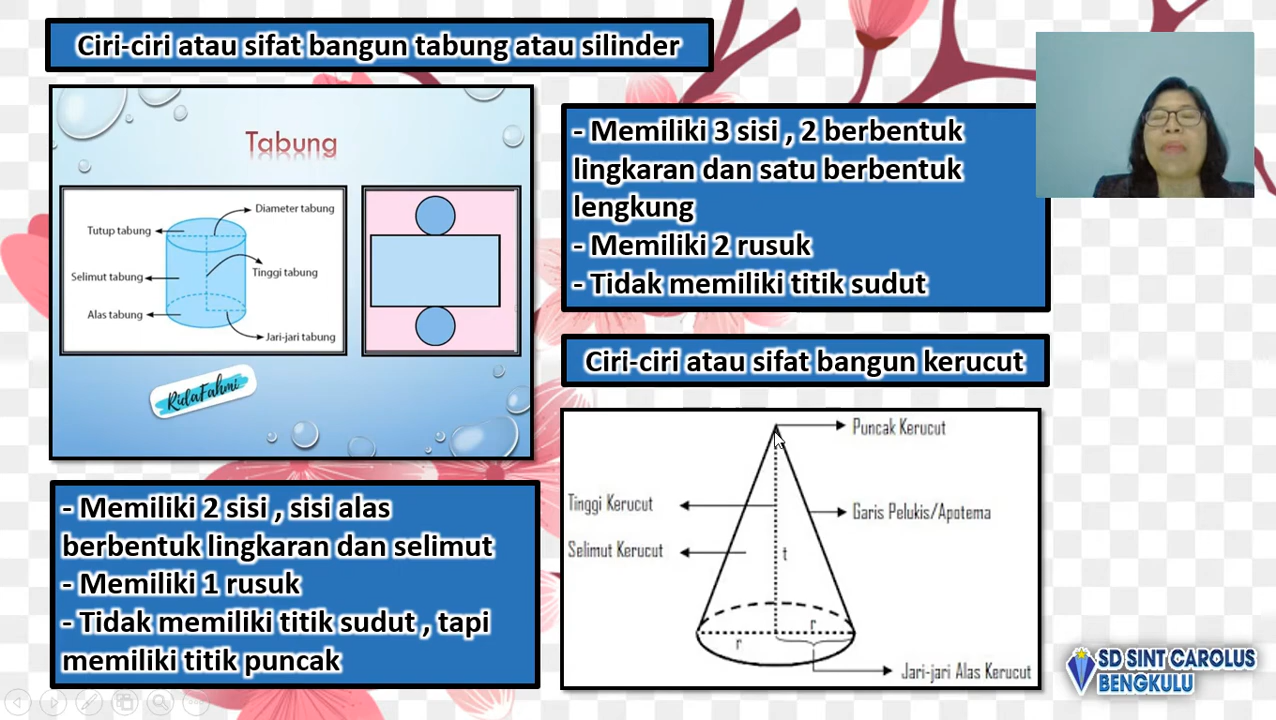 Ciri-ciri atau sifat bangun tabung atau silinder
Tabung
Diameter tabung
Tutup tabung
Tinggi tabung
Selimut tabung
Alas tabung
Jari-jari tabung
RidaFahmi
- Memiliki 3 sisi , 2 berbentuk
lingkaran dan satu berbentuk
lengkung
- Memiliki 2 rusuk
- Tidak memiliki titik sudut
Ciri-ciri atau sifat bangun kerucut
Puncak Kerucut
Tinggi Kerucut
Garis Pelukis/Apotema
Selimut Kerucut
t
r
r
Jari-jari Alas Kerucut
- Memiliki 2 sisi , sisi alas
berbentuk lingkaran dan selimut
- Memiliki 1 rusuk
- Tidak memiliki titik sudut , tapi
memiliki titik puncak
SD SINT CAROLUS
BENGKULU